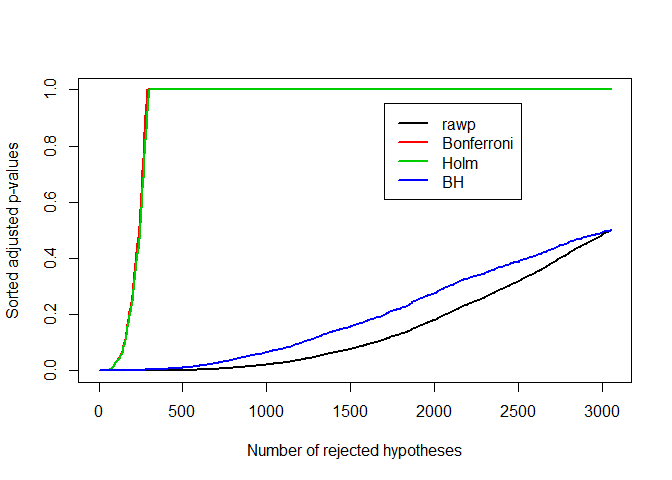 Sorted adjusted p-values
1.0
0.8
0.6
0.4
0.2
0.0
rawp
Bonferroni
Holm
BH
0 500 1000 1500 2000 2500 3000
Number of rejected hypotheses